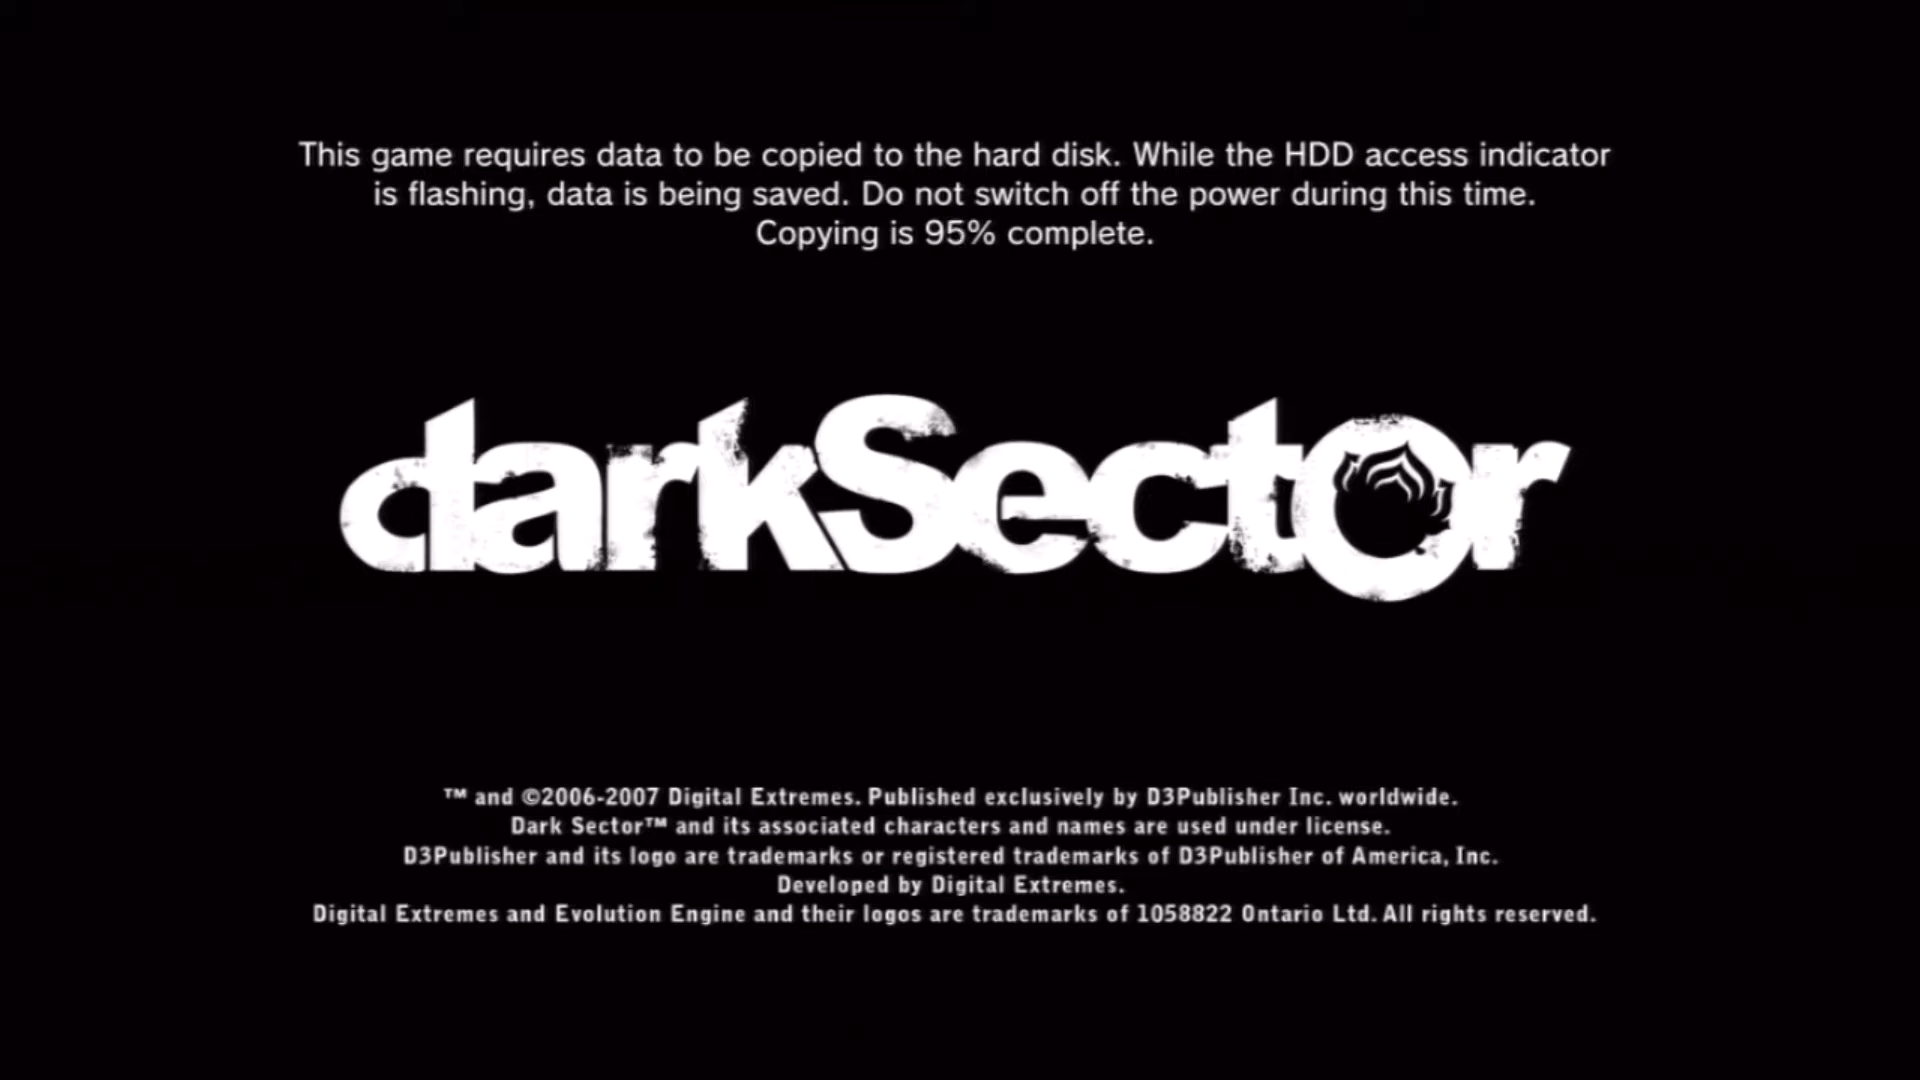 This game requires data to be copied to the hard disk. While the HDD access indicator
is flashing, data is being saved. Do not switch off the power during this time.
Copying is 95% complete.
darkSector
™ and ©2006-2007 Digital Extremes. Published exclusively by D3Publisher Inc. worldwide.
Dark Sector™ and its associated characters and names are used under license.
D3Publisher and its logo are trademarks or registered trademarks of D3Publisher of America, Inc.
Developed by Digital Extremes.
Digital Extremes and Evolution Engine and their logos are trademarks of 1058822 Ontario Ltd. All rights reserved.